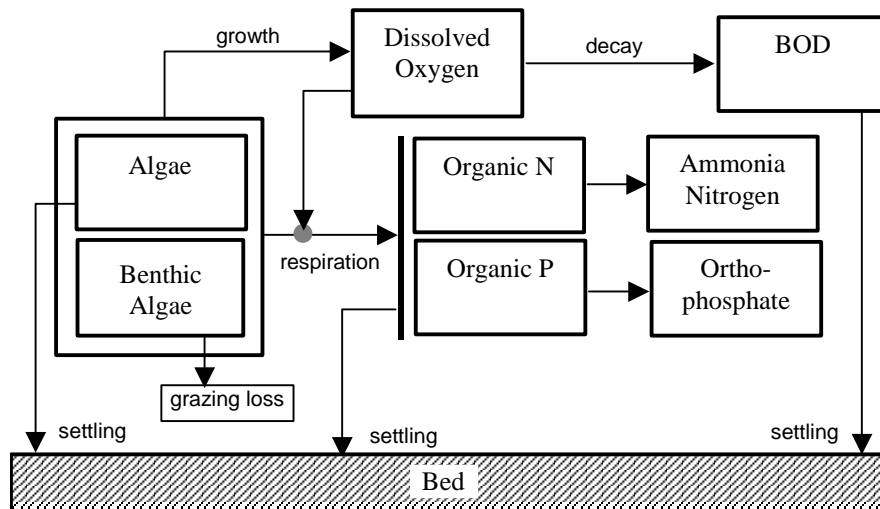 growth
Dissolved
Oxygen
decay
BOD
Algae
Organic N
Ammonia
Nitrogen
Benthic
Algae
respiration
Organic P
Ortho-
phosphate
grazing loss
settling
settling
settling
Bed